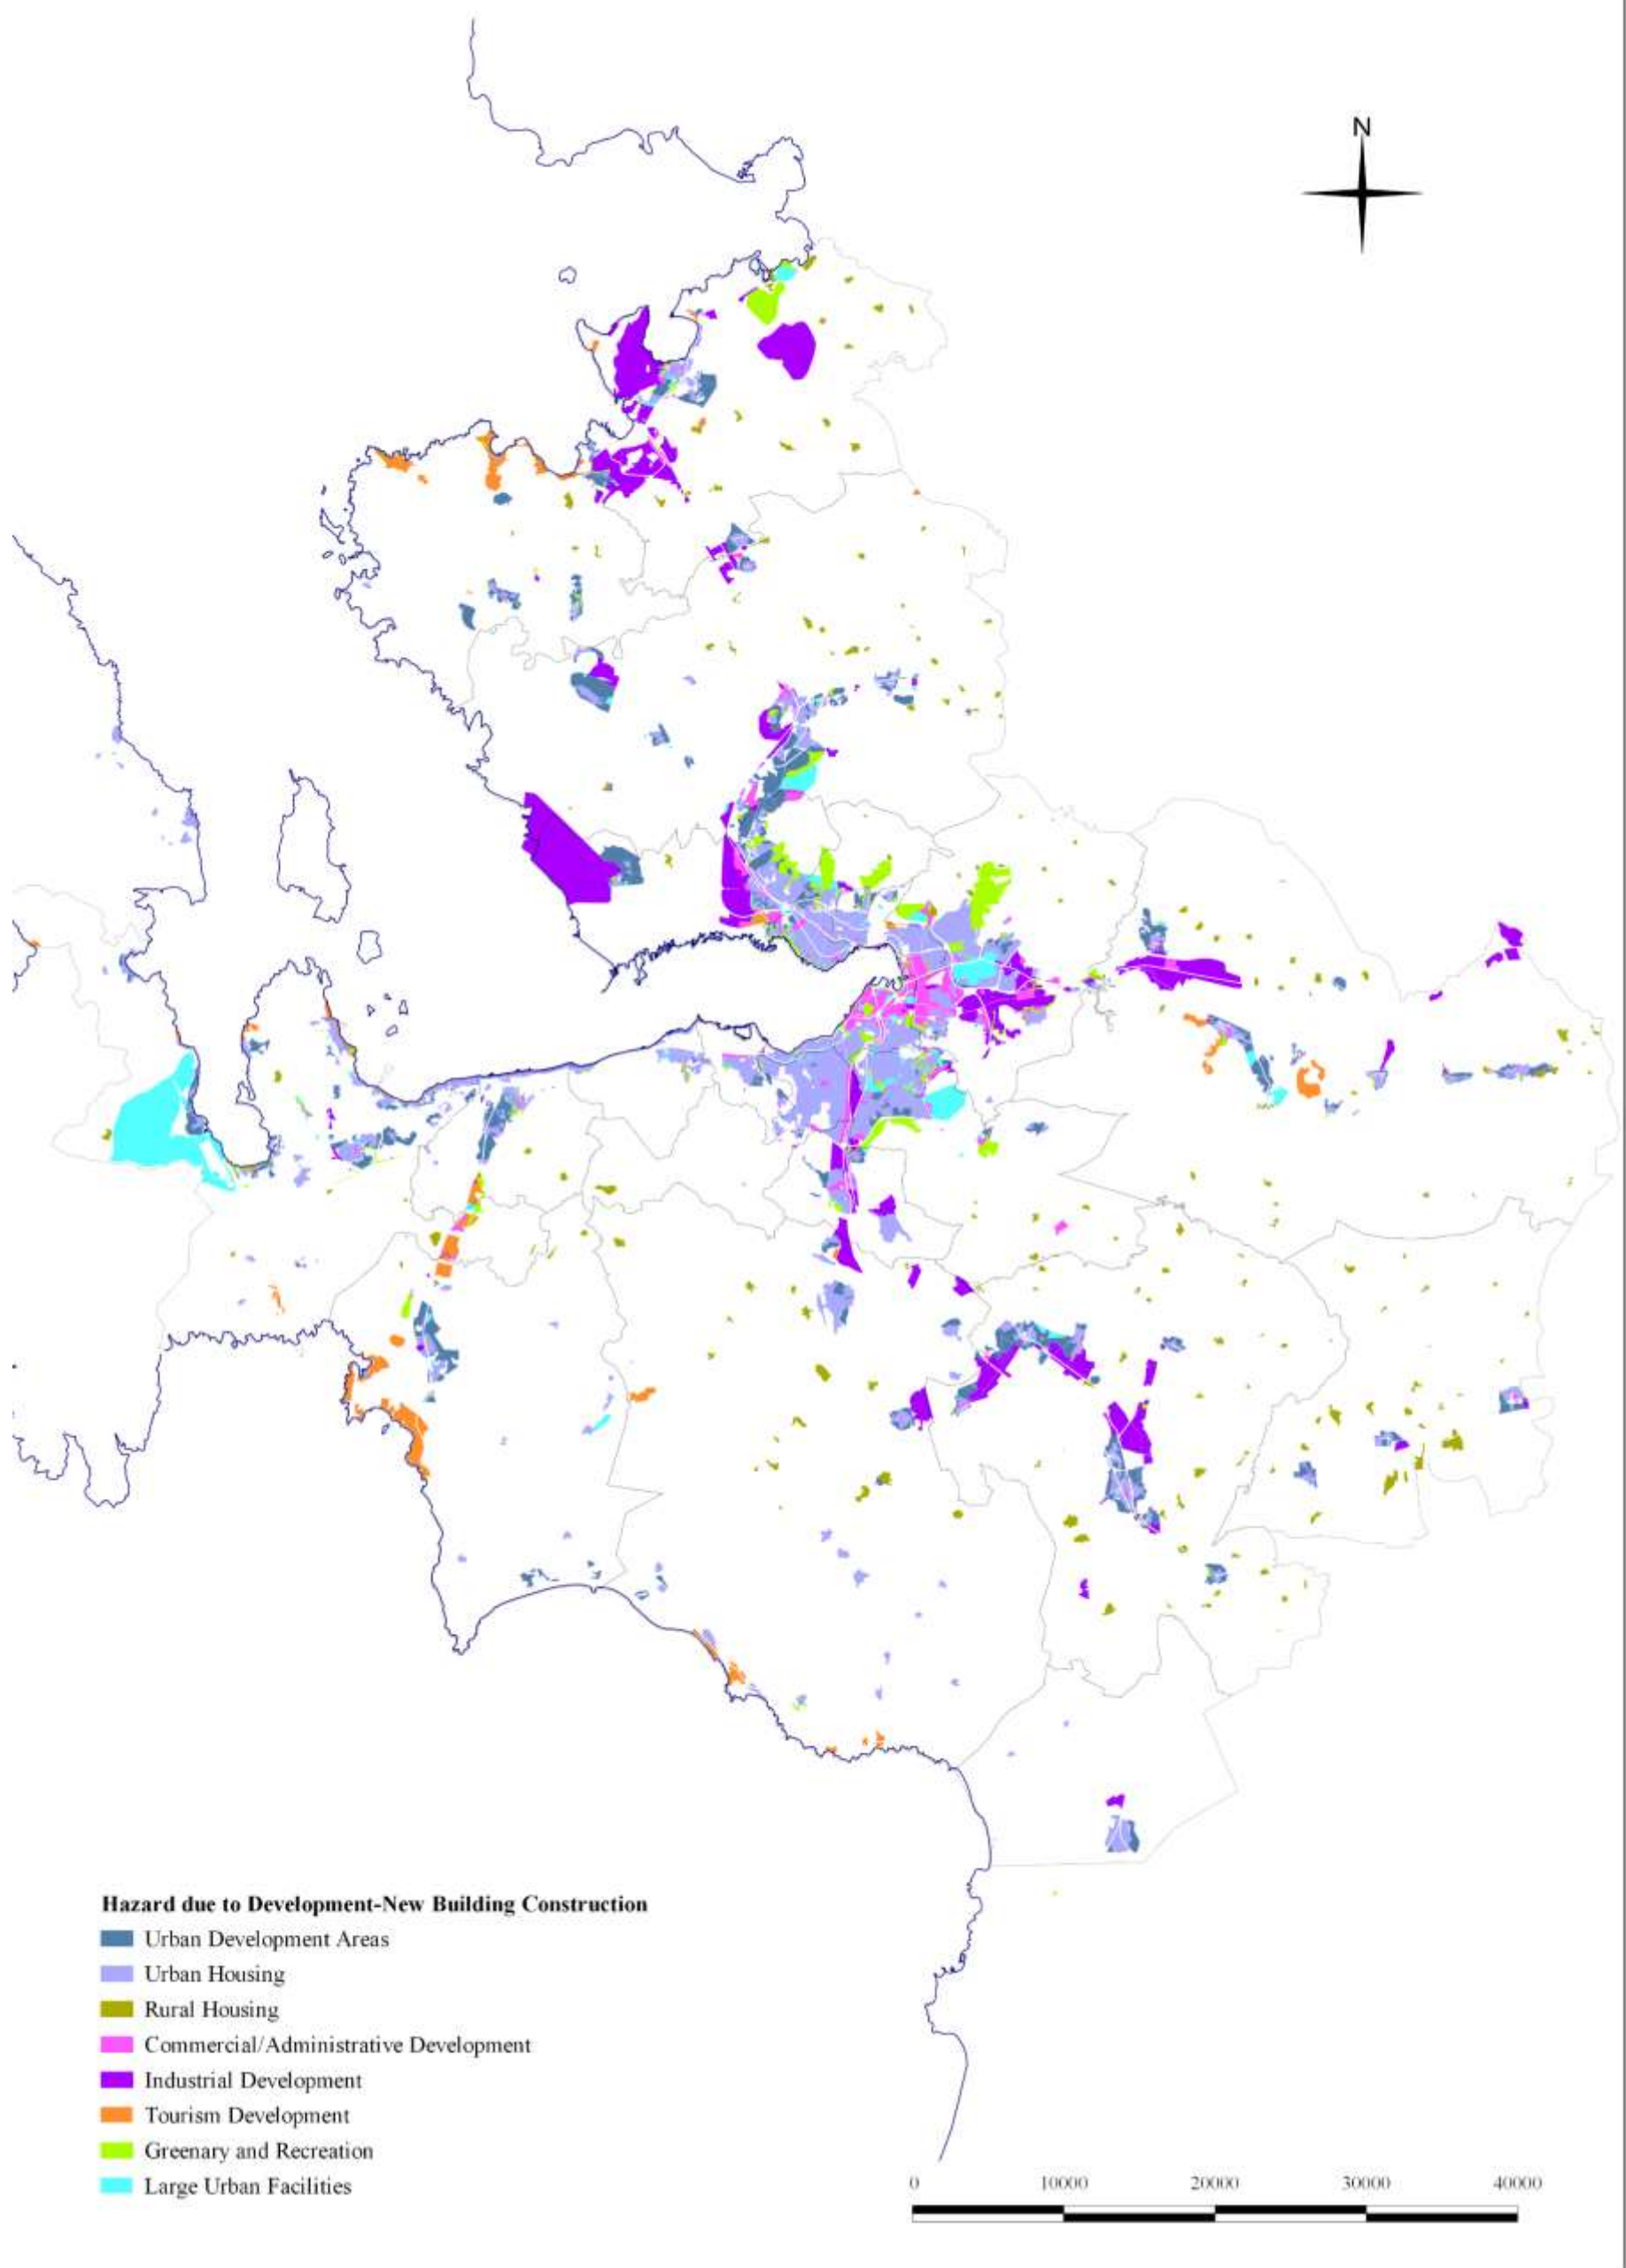 N
Hazard due to Development-New Building Construction
Urban Development Areas
Urban Housing
Rural Housing
Commercial/Administrative Development
Industrial Development
Tourism Development
Greenary and Recreation
Large Urban Facilities
0 10000 20000 30000 40000